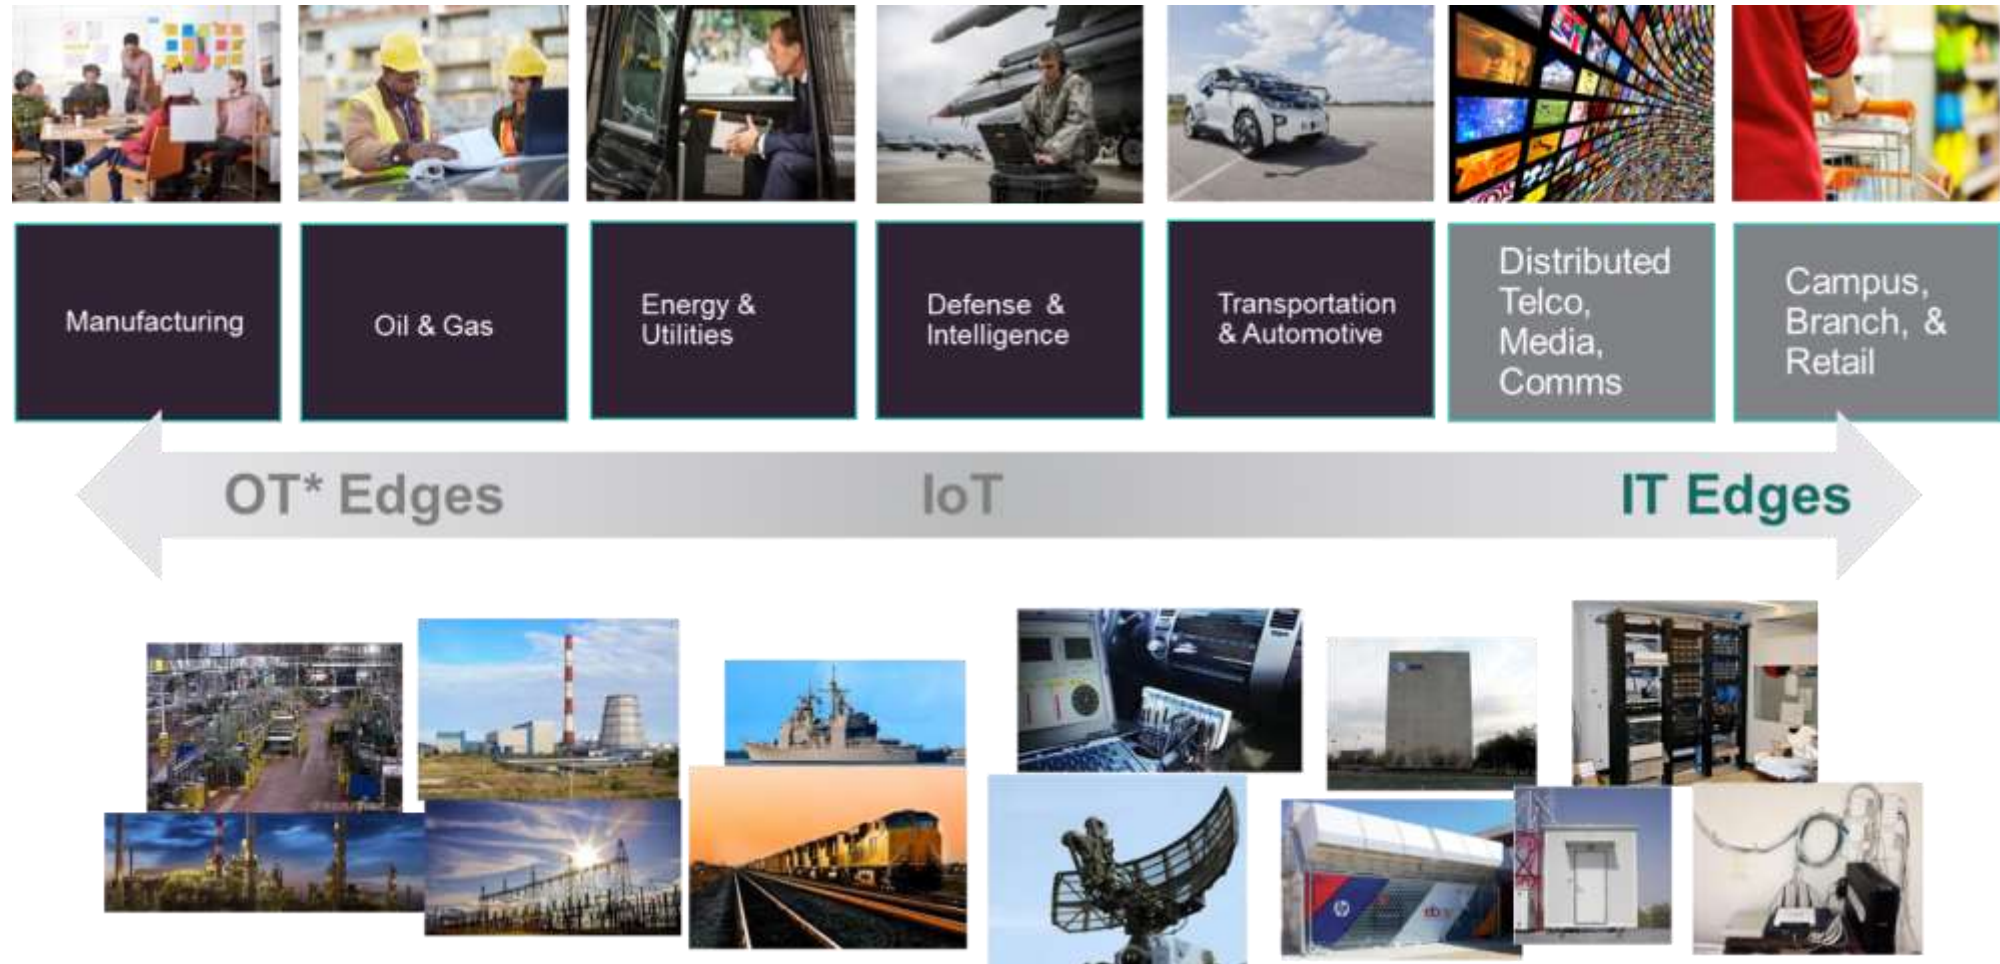 Manufacturing
Oil & Gas
Energy &
Utilities
Defense &
Intelligence
Transportation
& Automotive
Distributed
Telco,
Media,
Comms
Campus,
Branch, &
Retail
OT* Edges
IoT
IT Edges
hp